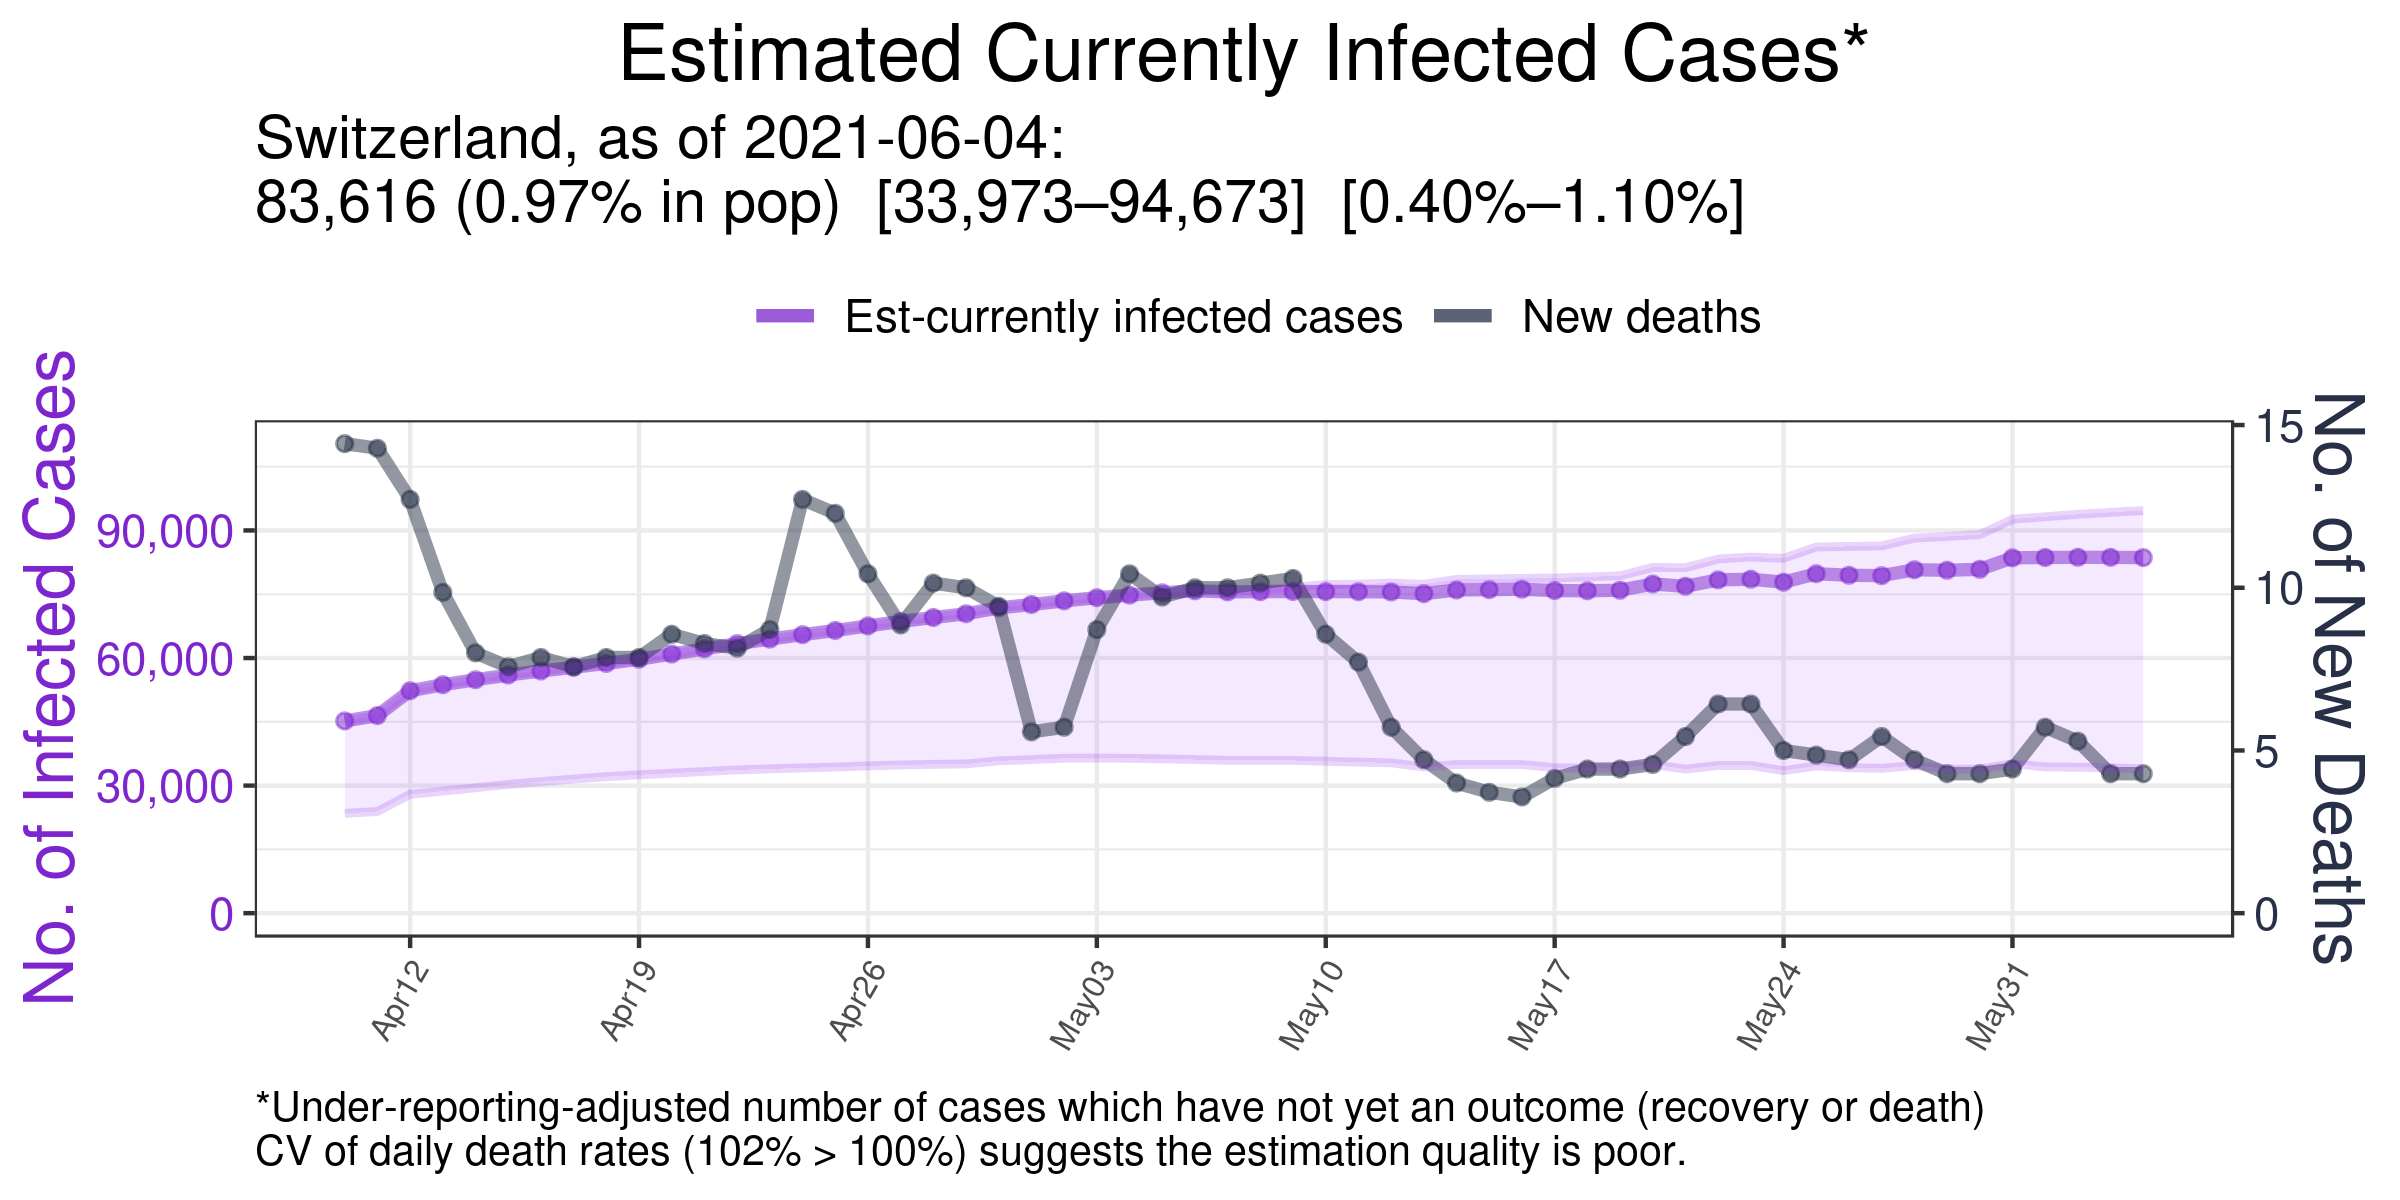 Estimated Currently Infected Cases*
Switzerland, as of 2021-06-04:
83,616 (0.97% in pop)  [33,973–94,673]  [0.40%–1.10%]
Est-currently infected cases
New deaths
No. of Infected Cases
90,000
60,000
30,000
0
15
10
5
0
No. of New Deaths
Apr12
Apr19
Apr26
May03
May10
May17
May24
May31
*Under-reporting-adjusted number of cases which have not yet an outcome (recovery or death)
CV of daily death rates (102% > 100%) suggests the estimation quality is poor.